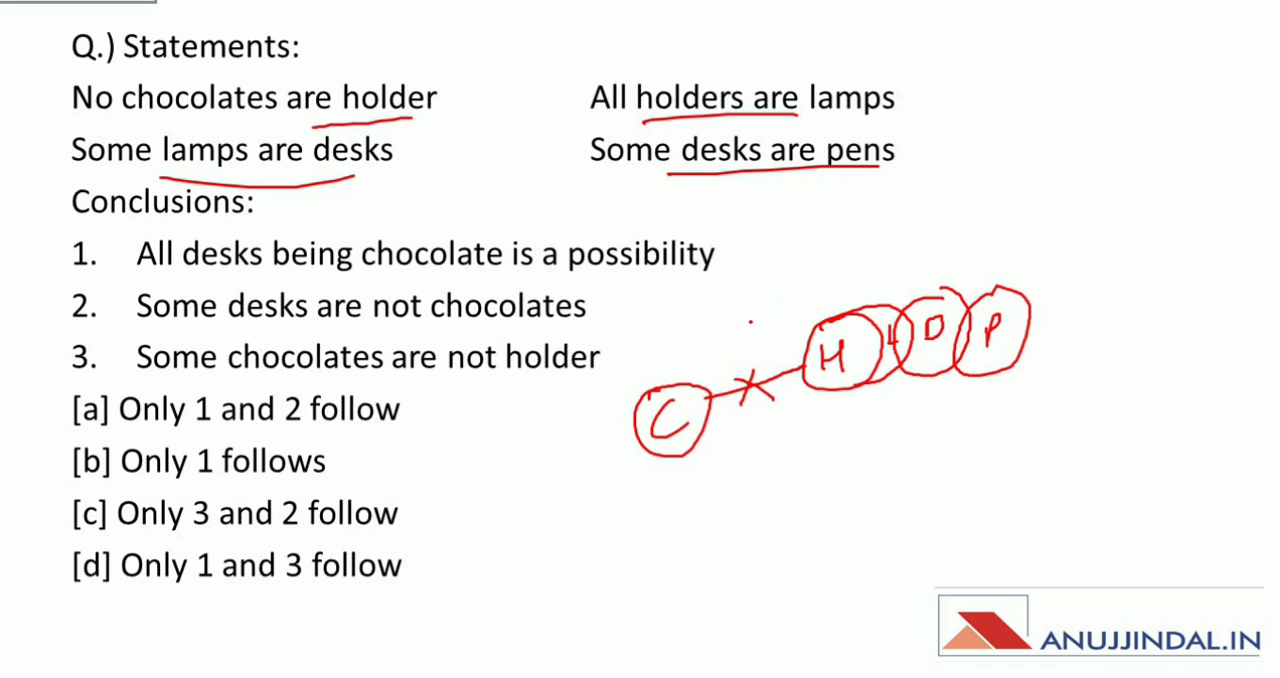 Q.) Statements:
No chocolates are holder All holders are lamps
Some lamps are desks Some desks are pens
Conclusions:
1. All desks being chocolate is a possibility
2. Some desks are not chocolates
3. Some chocolates are not holder
[a] Only 1 and 2 follow
[b] Only 1 follows
[c] Only 3 and 2 follow
[d] Only 1 and 3 follow
C H L D P
ANUJJINDAL.IN